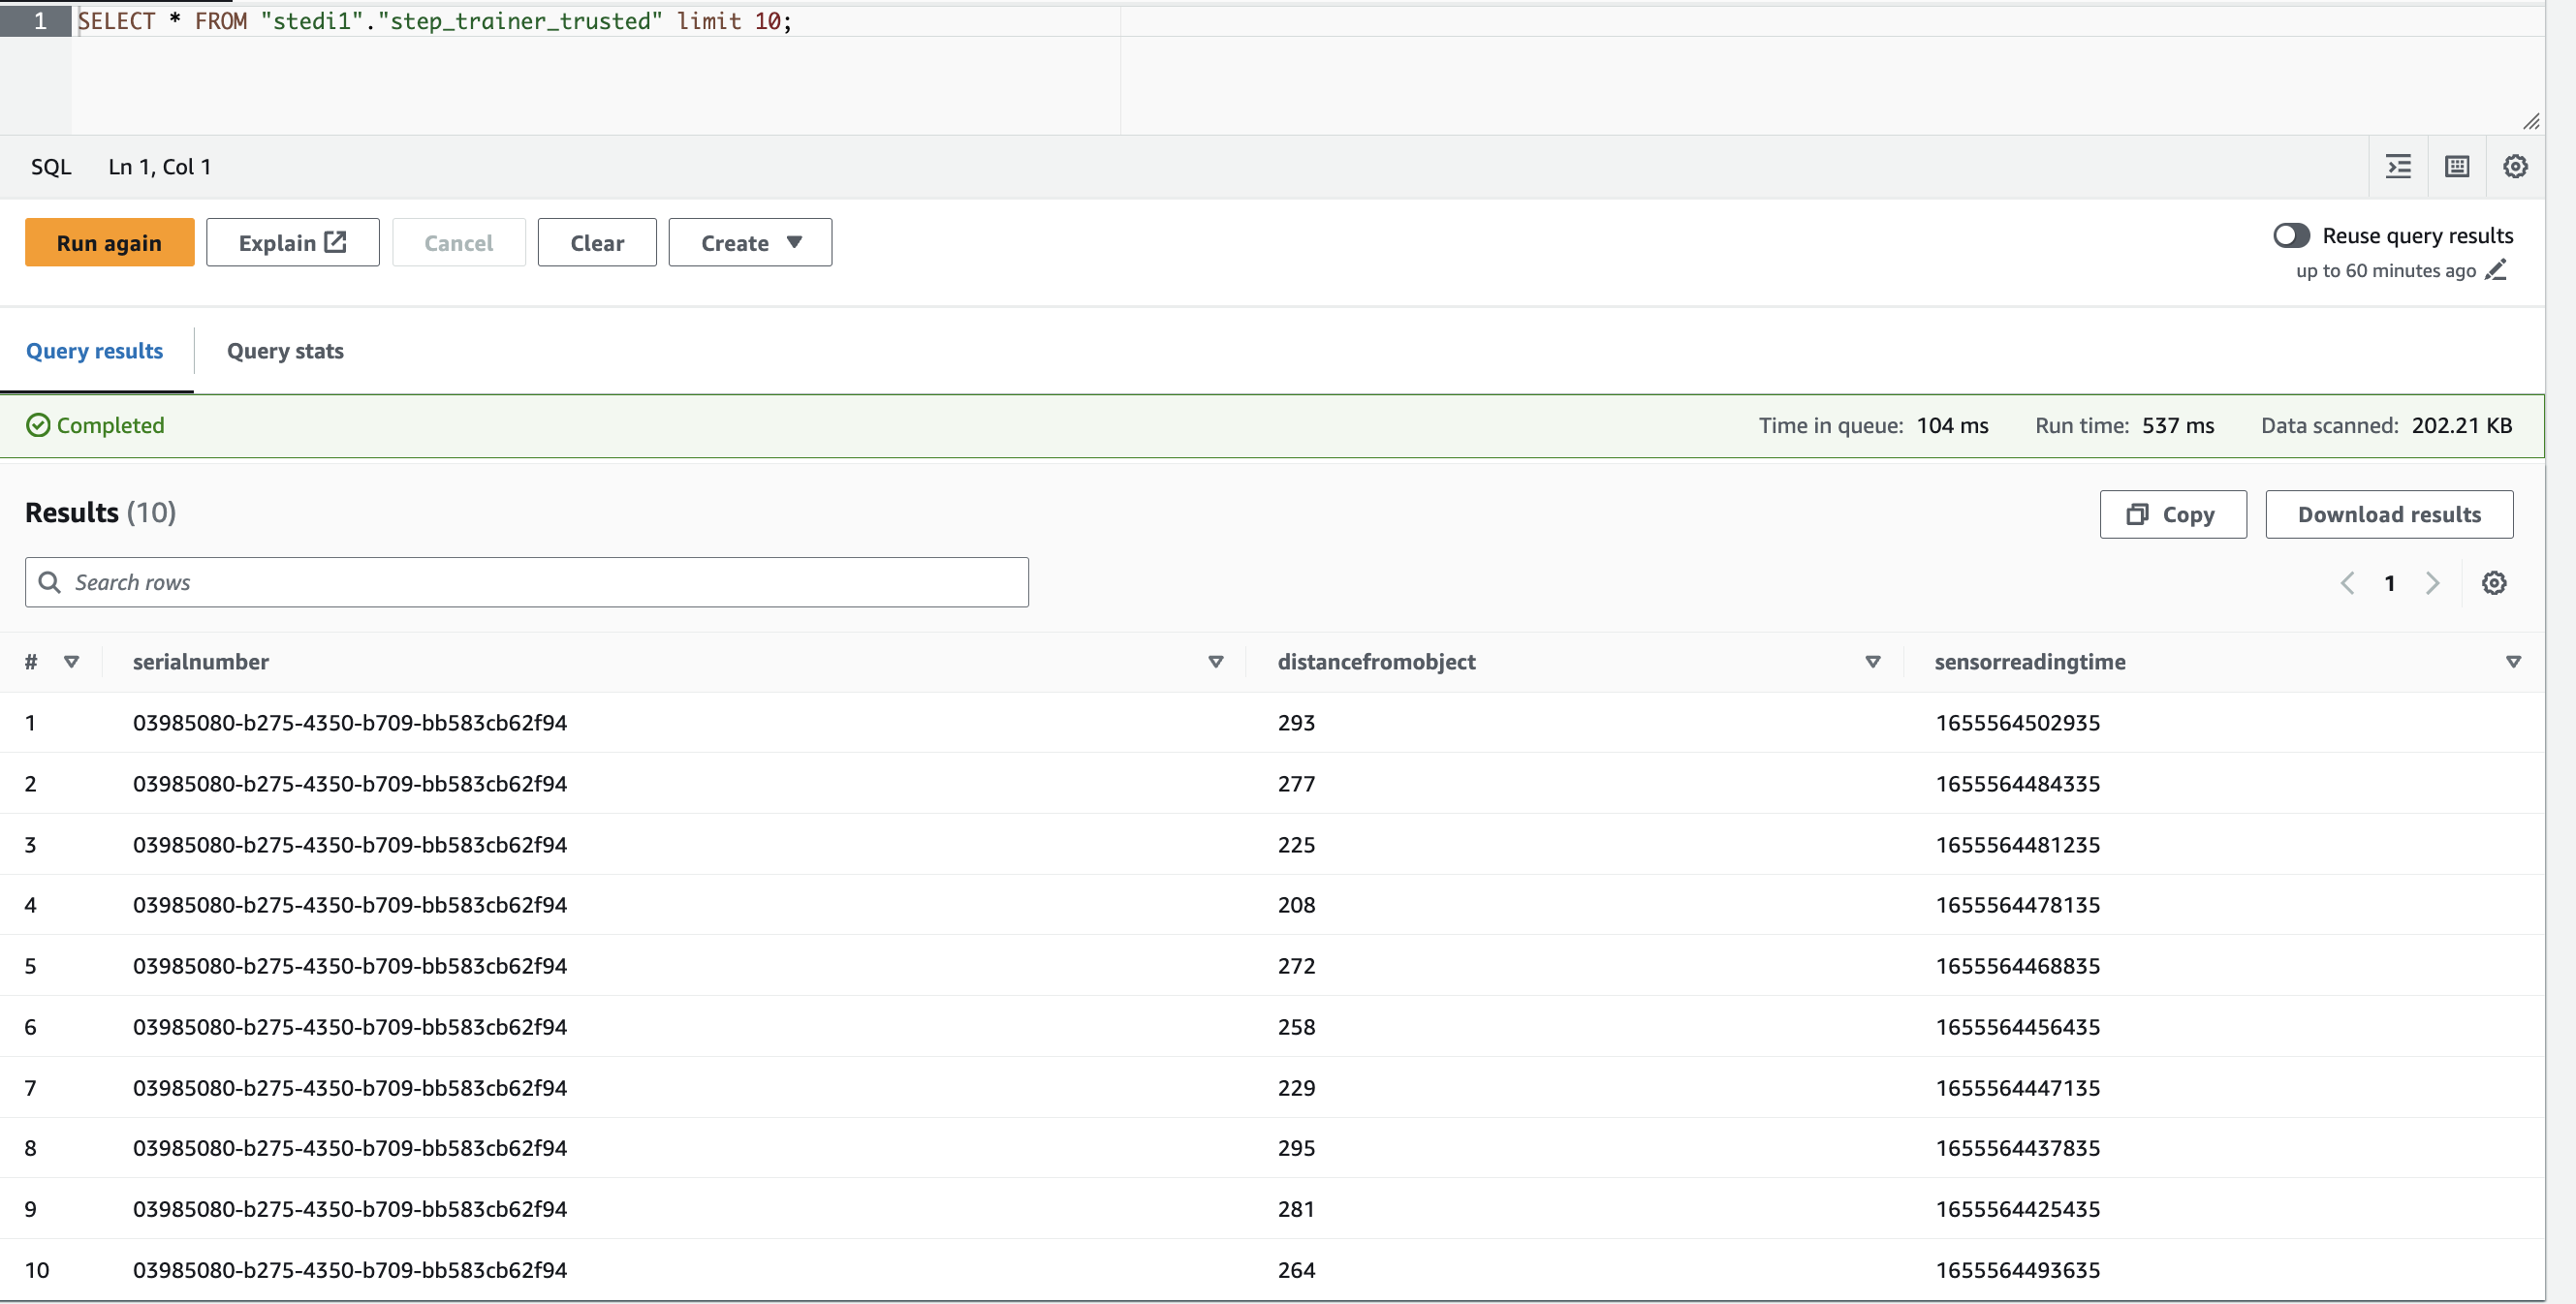 1 SELECT * FROM "stedi1"."step_trainer_trusted" limit 10;
SQL Ln 1, Col 1
Run again Explain Cancel Clear Create Reuse query results
up to 60 minutes ago
Query results Query stats
Completed Time in queue: 104 ms Run time: 537 ms Data scanned: 202.21 KB
Results (10) Copy Download results
Search rows 1
# serialnumber distancefromobject sensorreadingtime
1 03985080-b275-4350-b709-bb583cb62f94 293 1655564502935
2 03985080-b275-4350-b709-bb583cb62f94 277 1655564484335
3 03985080-b275-4350-b709-bb583cb62f94 225 1655564481235
4 03985080-b275-4350-b709-bb583cb62f94 208 1655564478135
5 03985080-b275-4350-b709-bb583cb62f94 272 1655564468835
6 03985080-b275-4350-b709-bb583cb62f94 258 1655564456435
7 03985080-b275-4350-b709-bb583cb62f94 229 1655564447135
8 03985080-b275-4350-b709-bb583cb62f94 295 1655564437835
9 03985080-b275-4350-b709-bb583cb62f94 281 1655564425435
10 03985080-b275-4350-b709-bb583cb62f94 264 1655564493635